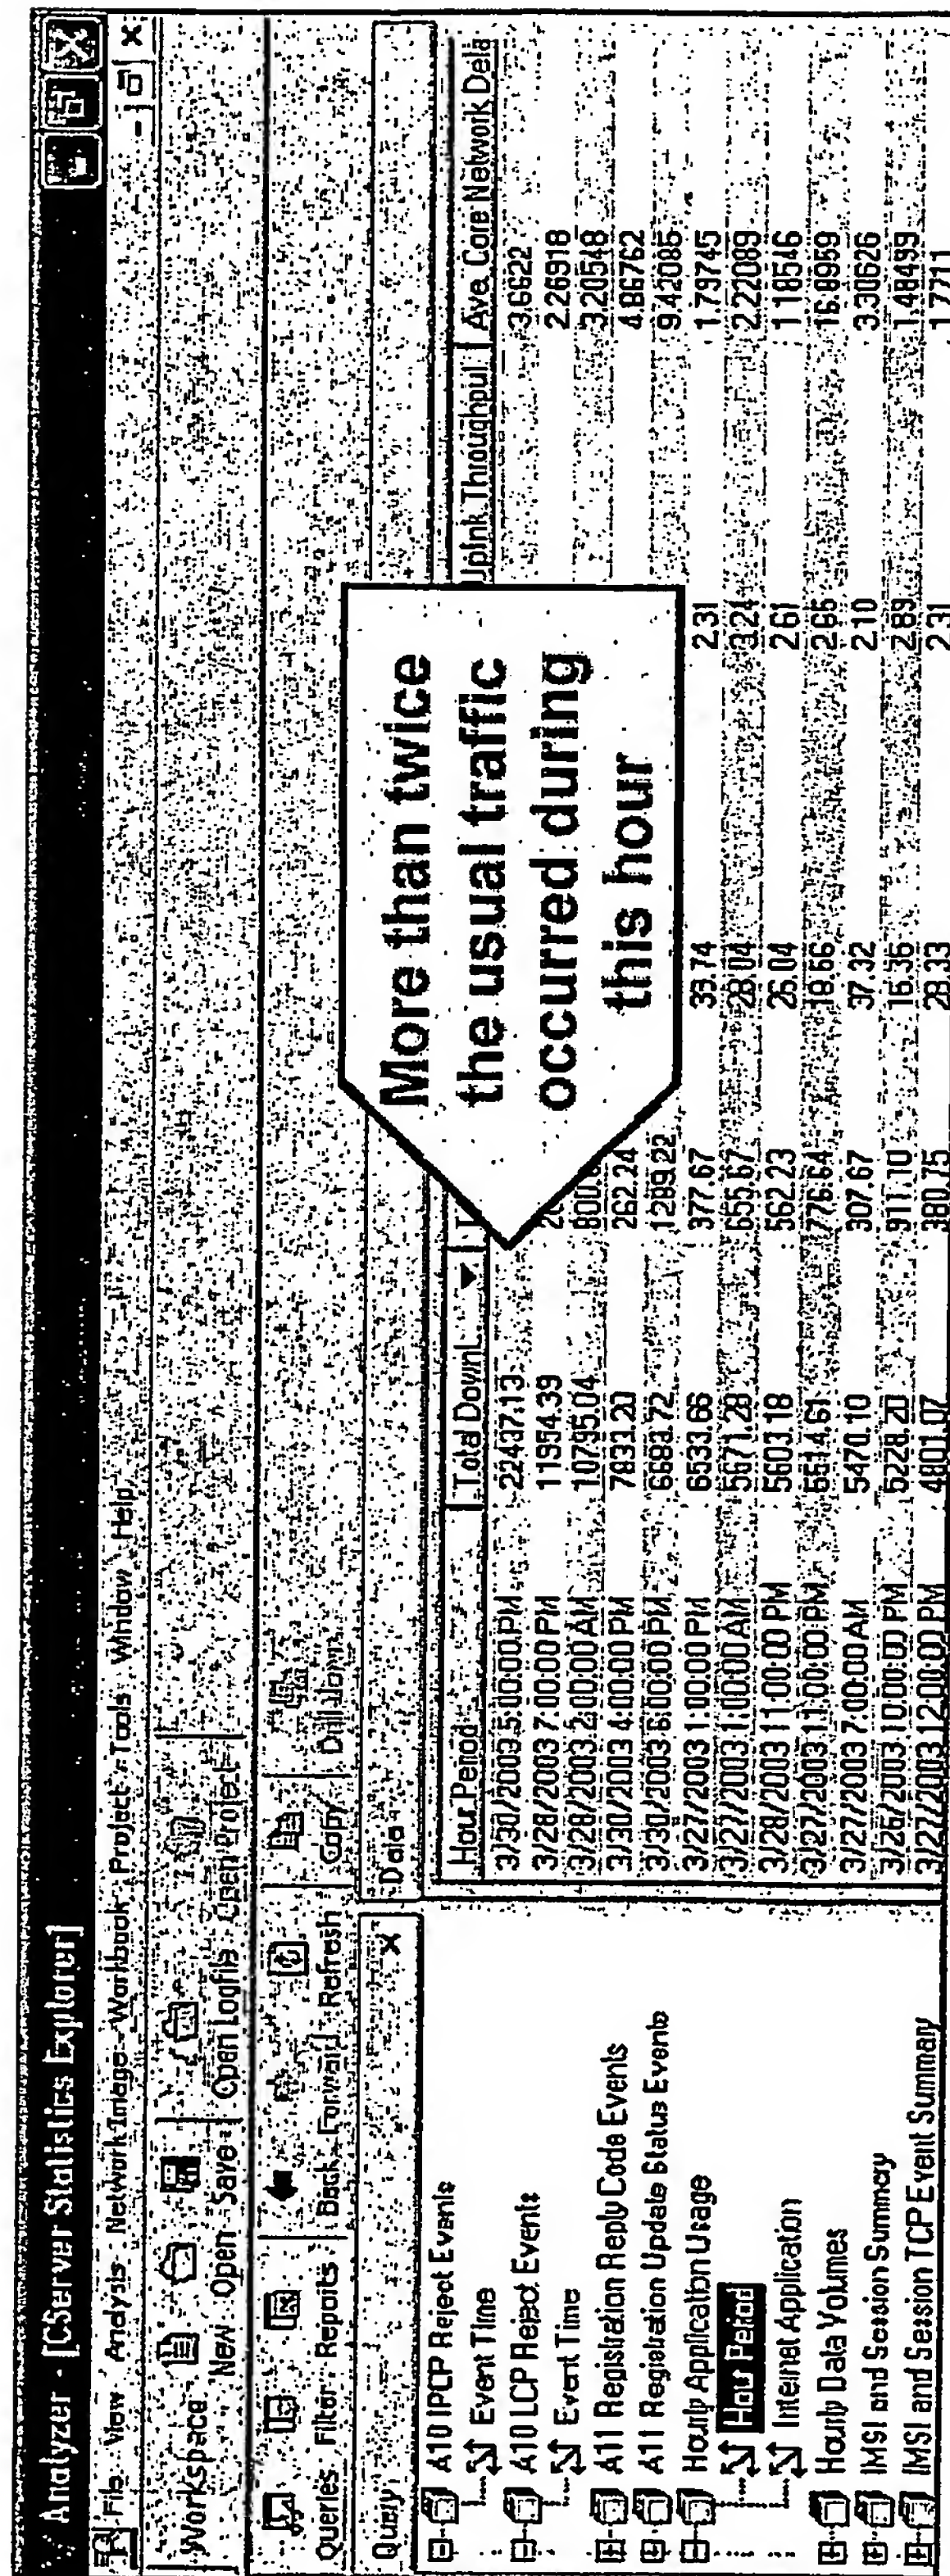 Analyzer - [CServer Statistics Explorer]
File View Analysis Network Image Workbook Project Tools Window Help
Workspace New Open Save Open Logfile Open Project
Queries Filter Reports Back Forward Refresh Copy Drill Down
Query
A10 IPCP Reject Events
Event Time
A10 LCP Reject Events
Event Time
A11 Registration Reply Code Events
A11 Registration Update Status Events
Hourly Application Usage
Hour Period
Internet Application
Hourly Data Volumes
IMSI and Session Summary
IMSI and Session TCP Event Summary
Data
Hour Period Total Downl... Uplink Throughput Ave Core Network Dela
3/30/2003 5:00:00 PM 22437.13 3.6622
3/28/2003 7:00:00 PM 11954.39 2.26918
3/28/2003 2:00:00 AM 10795.04 3.20548
3/30/2003 4:00:00 PM 7833.20 262.24 4.86762
3/30/2003 6:00:00 PM 6683.72 1289.22 9.42085
3/27/2003 1:00:00 PM 6533.66 377.67 39.74 2.31 1.79745
3/27/2003 1:00:00 AM 5671.28 655.67 28.04 3.24 2.22089
3/28/2003 11:00:00 PM 5603.18 562.23 26.04 2.61 1.18546
3/27/2003 11:00:00 PM 5514.61 776.64 18.66 2.65 16.8959
3/27/2003 7:00:00 AM 5470.10 307.67 37.32 2.10 3.30626
3/26/2003 10:00:00 PM 5228.20 911.10 16.36 2.89 1.48499
3/27/2003 12:00:00 PM 4801.07 380.75 28.33 2.31 1.7711
More than twice
the usual traffic
occurred during
this hour